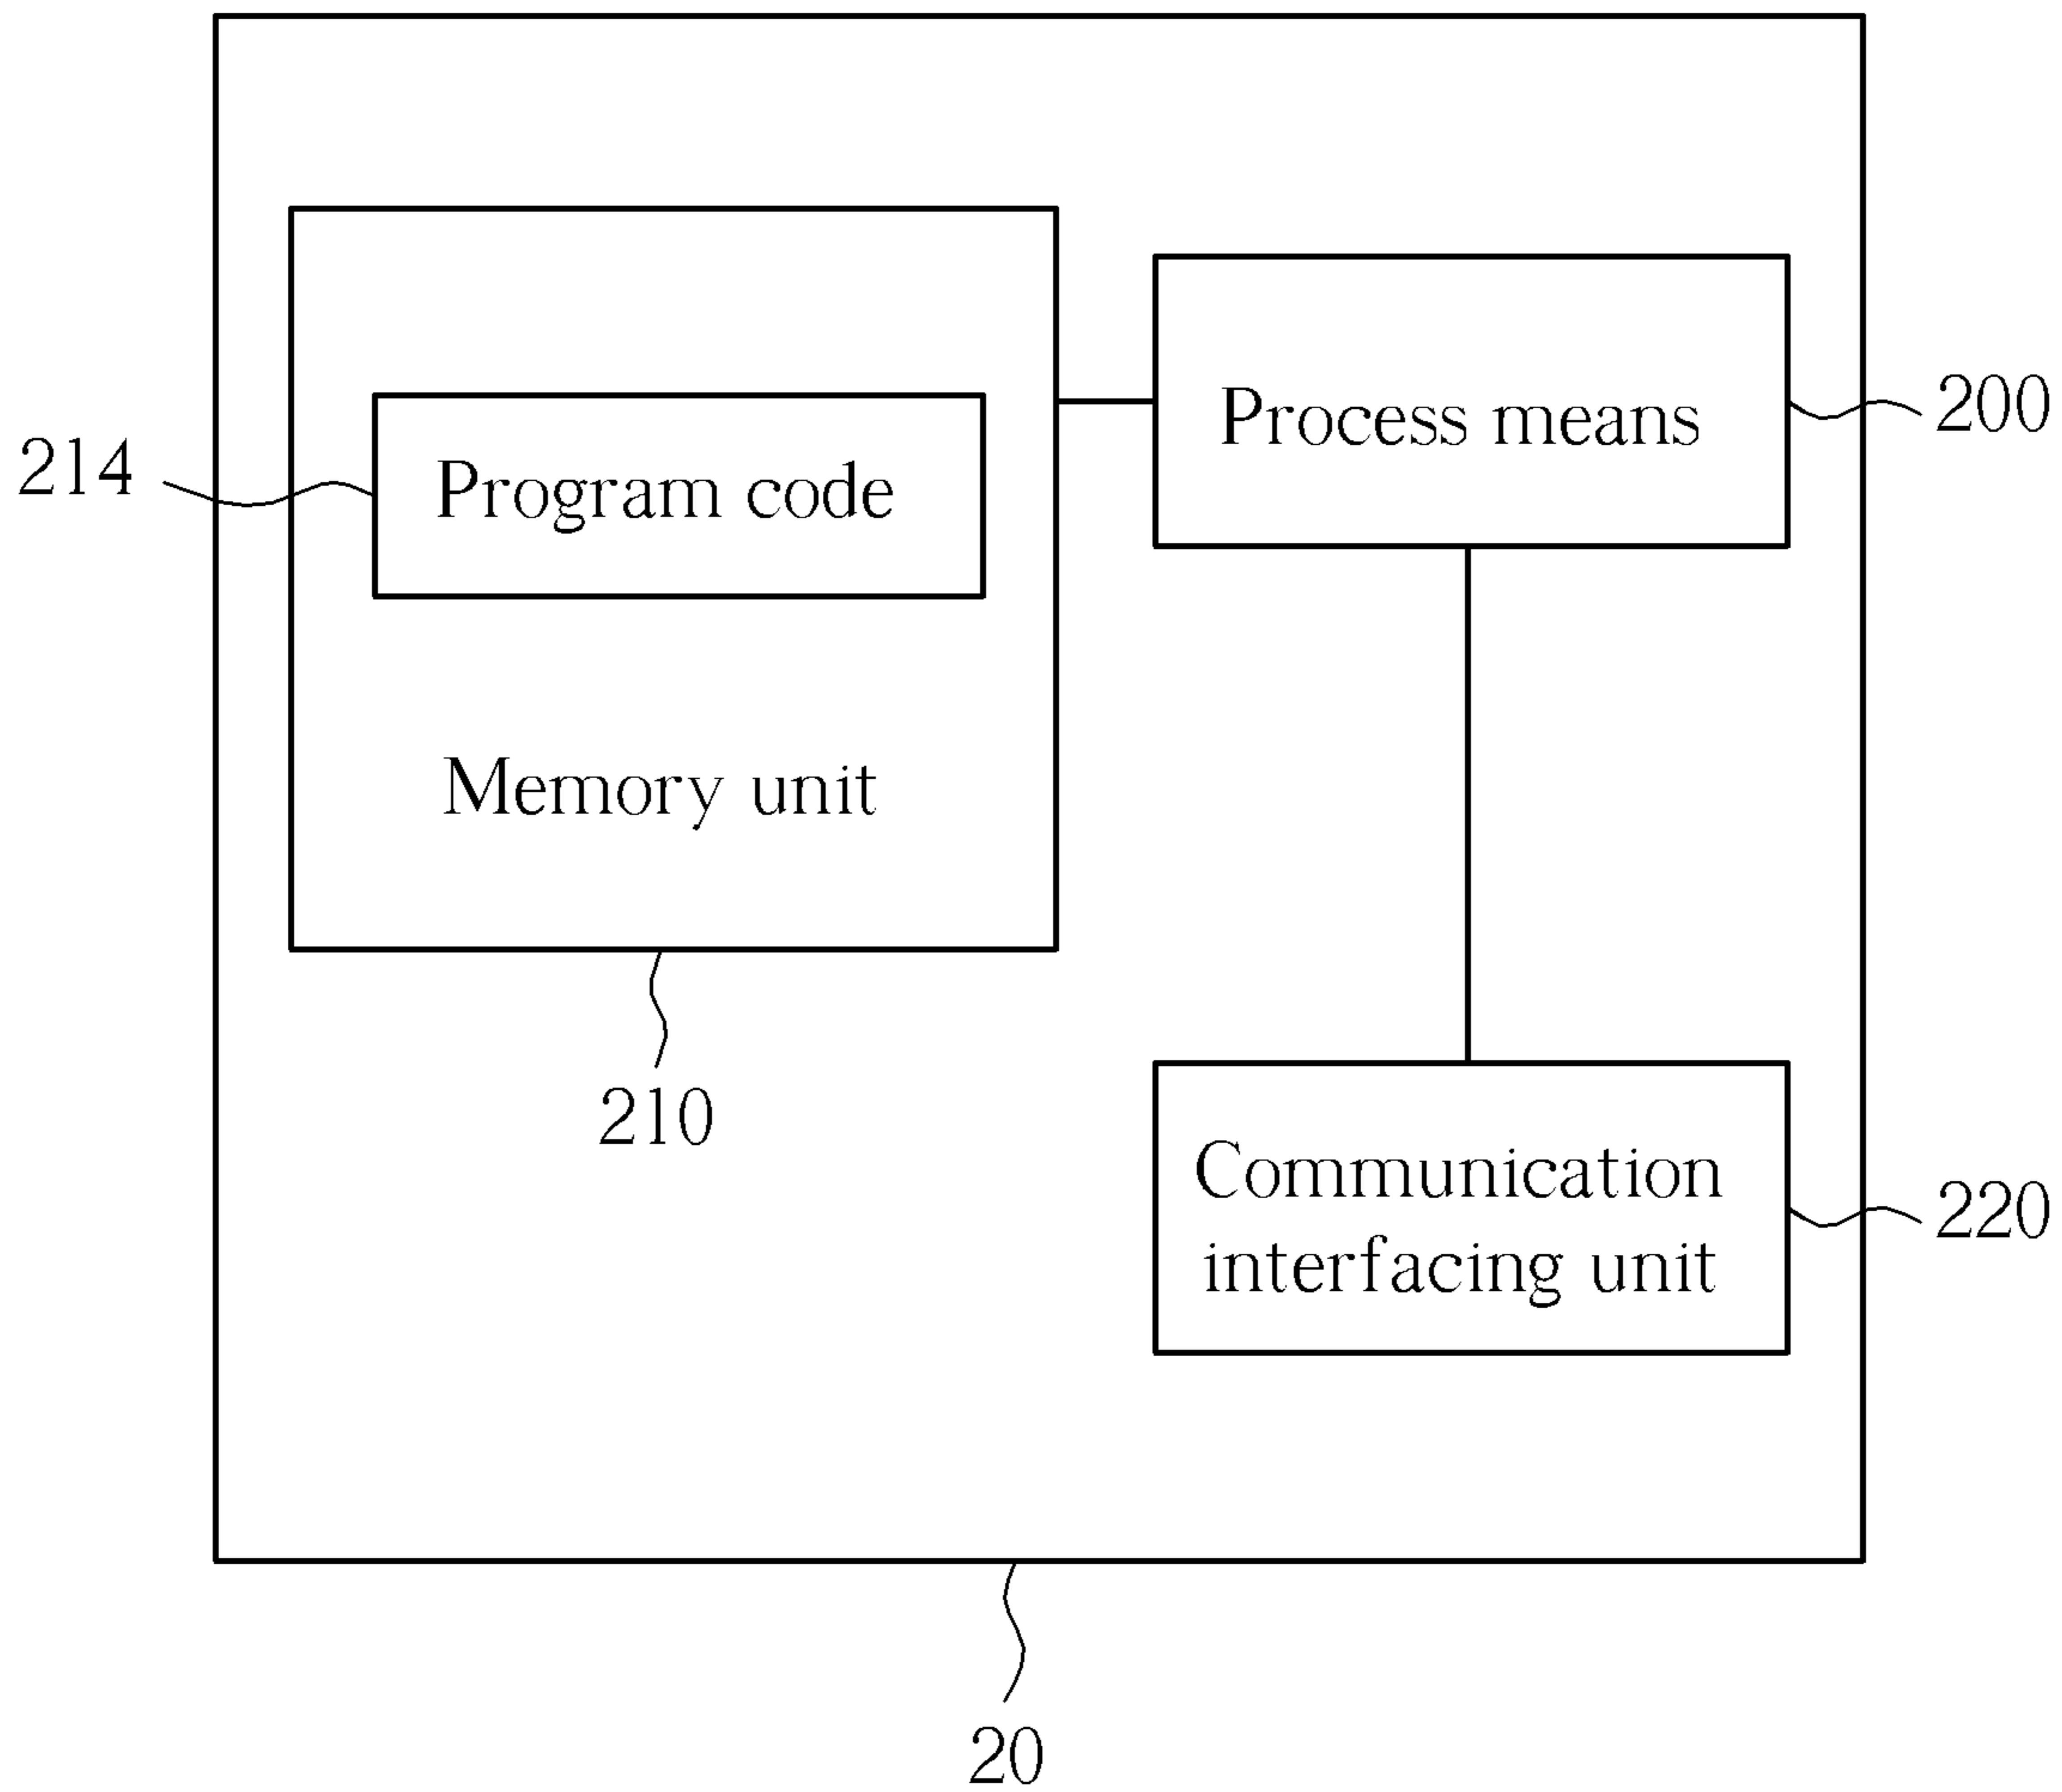 Process means
200
214
Program code
Memory unit
210
Communication
interfacing unit
220
20